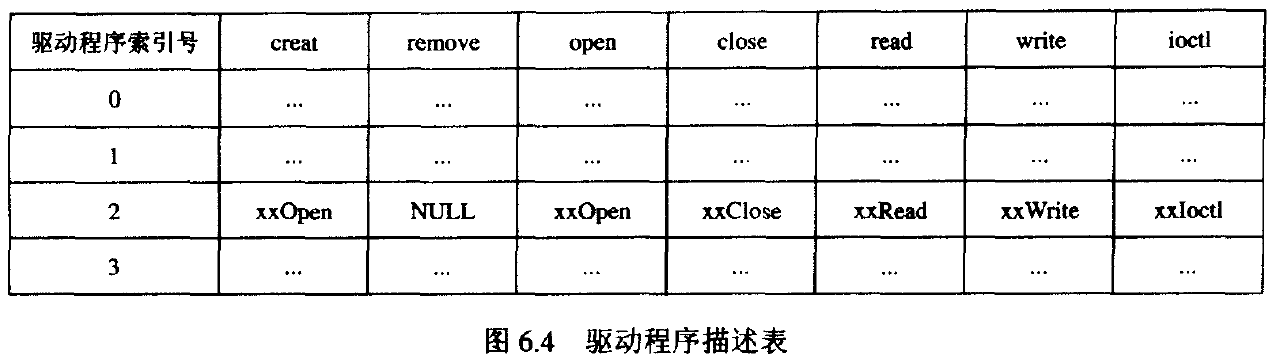 驱动程序索引号 creat remove open close read write ioctl
0 ... ... ... ... ... ... ...
1 ... ... ... ... ... ... ...
2 xxOpen NULL xxOpen xxClose xxRead xxWrite xxIoctl
3 ... ... ... ... ... ... ...
图 6.4 驱动程序描述表